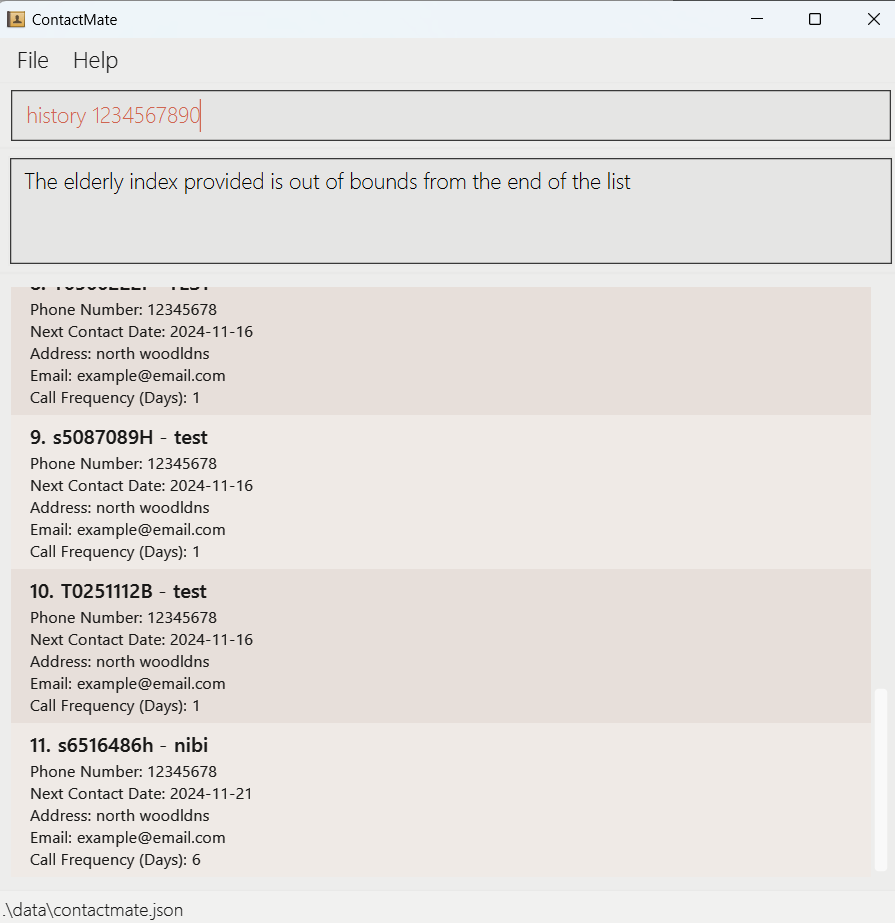 ContactMate
File Help
history 1234567890
The elderly index provided is out of bounds from the end of the list
Phone Number: 12345678
Next Contact Date: 2024-11-16
Address: north woodldns
Email: example@email.com
Call Frequency (Days): 1
9. s5087089H - test
Phone Number: 12345678
Next Contact Date: 2024-11-16
Address: north woodldns
Email: example@email.com
Call Frequency (Days): 1
10. T0251112B - test
Phone Number: 12345678
Next Contact Date: 2024-11-16
Address: north woodldns
Email: example@email.com
Call Frequency (Days): 1
11. s6516486h - nibi
Phone Number: 12345678
Next Contact Date: 2024-11-21
Address: north woodldns
Email: example@email.com
Call Frequency (Days): 6
.\data\contactmate.json